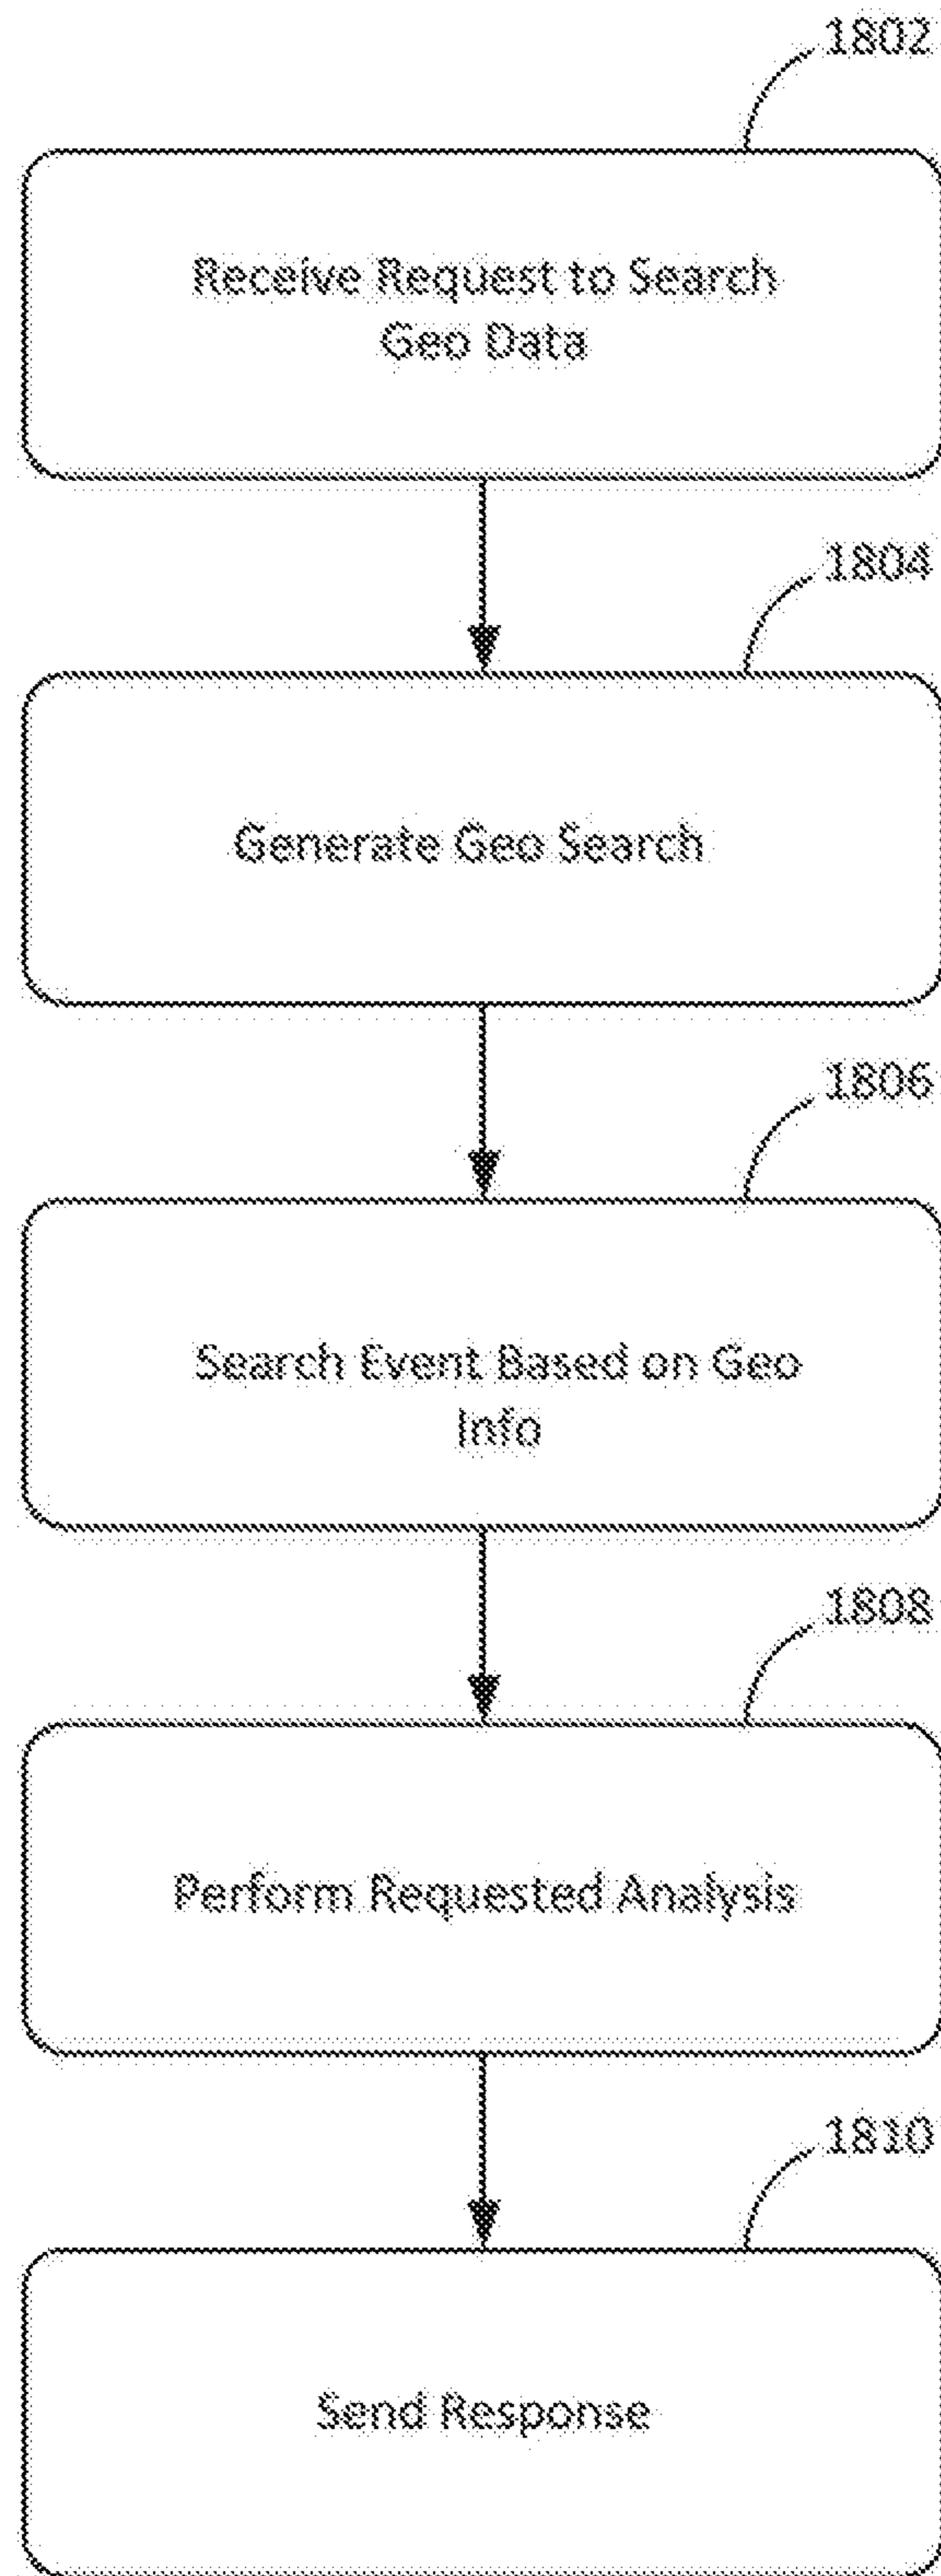 1802
Receive Request to Search
Geo Data
1804
Generate Geo Search
1806
Search Event Based on Geo
Info
1808
Perform Requested Analysis
1810
Send Response